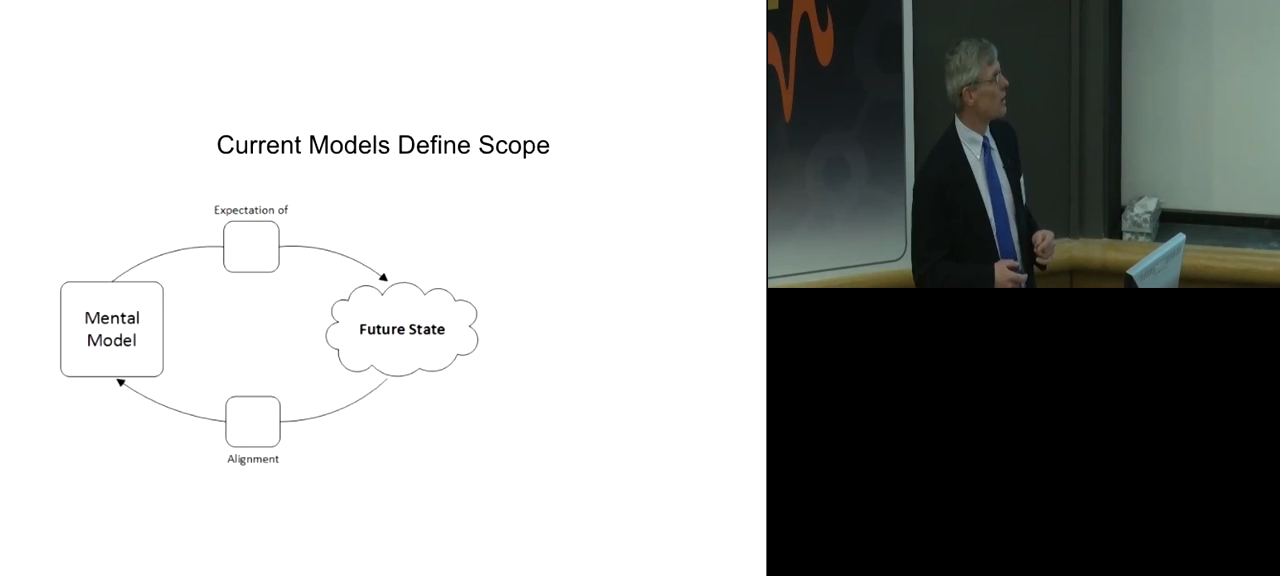 Current Models Define Scope
Expectation of
Mental
Model
Future State
Alignment